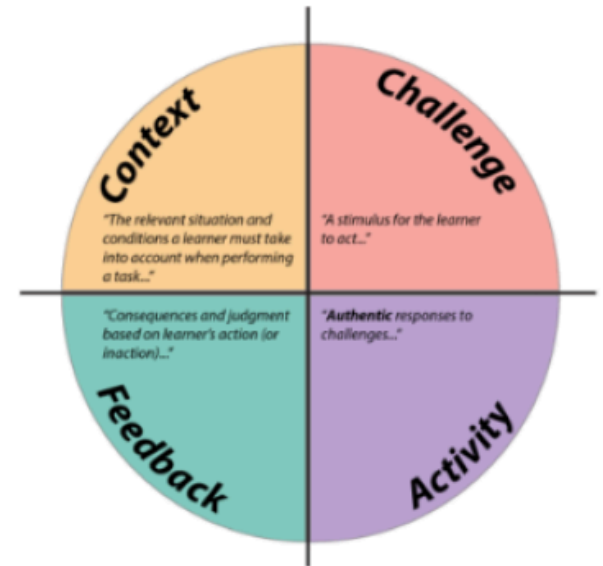 Context
"The relevant situation and
conditions a learner must take
into account when performing
a task..."
Challenge
"A stimulus for the learner
to act..."
"Consequences and judgment
based on learner's action (or
inaction)..."
Feedback
"Authentic responses to
challenges..."
Activity